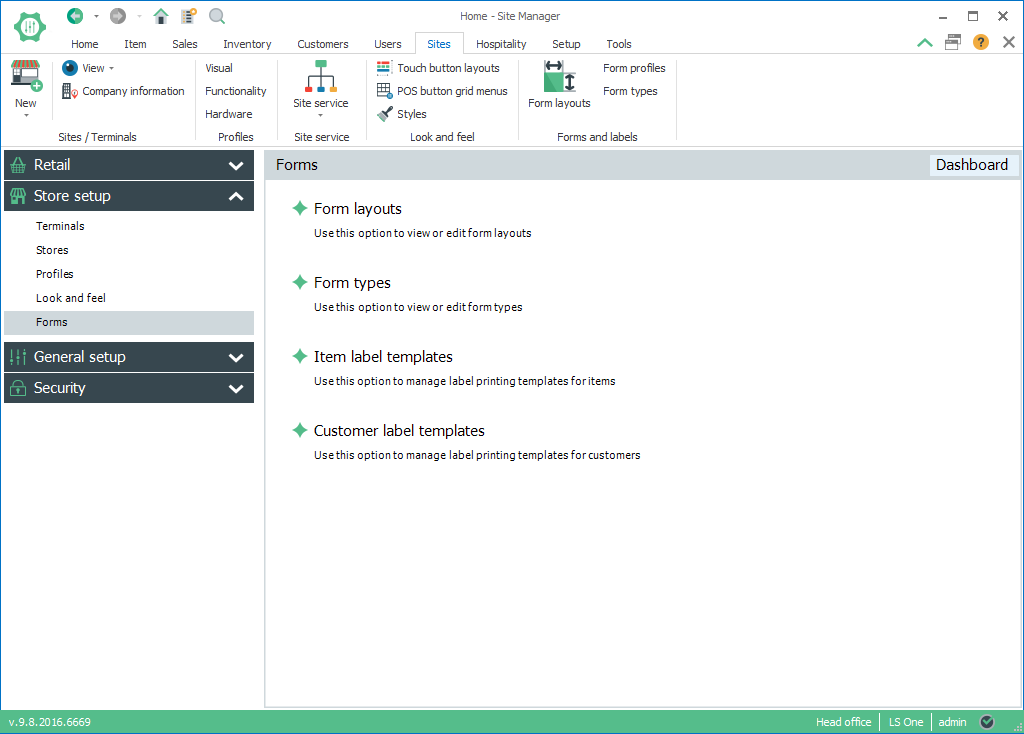 Home - Site Manager
Home Item Sales Inventory Customers Users Sites Hospitality Setup Tools
New
View
Company information
Sites / Terminals
Visual
Functionality
Hardware
Profiles
Site service
Site service
Touch button layouts
POS button grid menus
Styles
Look and feel
Form layouts
Form profiles
Form types
Forms and labels
Retail
Store setup
Terminals
Stores
Profiles
Look and feel
Forms
General setup
Security
Forms
Dashboard
Form layouts
Use this option to view or edit form layouts
Form types
Use this option to view or edit form types
Item label templates
Use this option to manage label printing templates for items
Customer label templates
Use this option to manage label printing templates for customers
v.9.8.2016.6669
Head office LS One admin